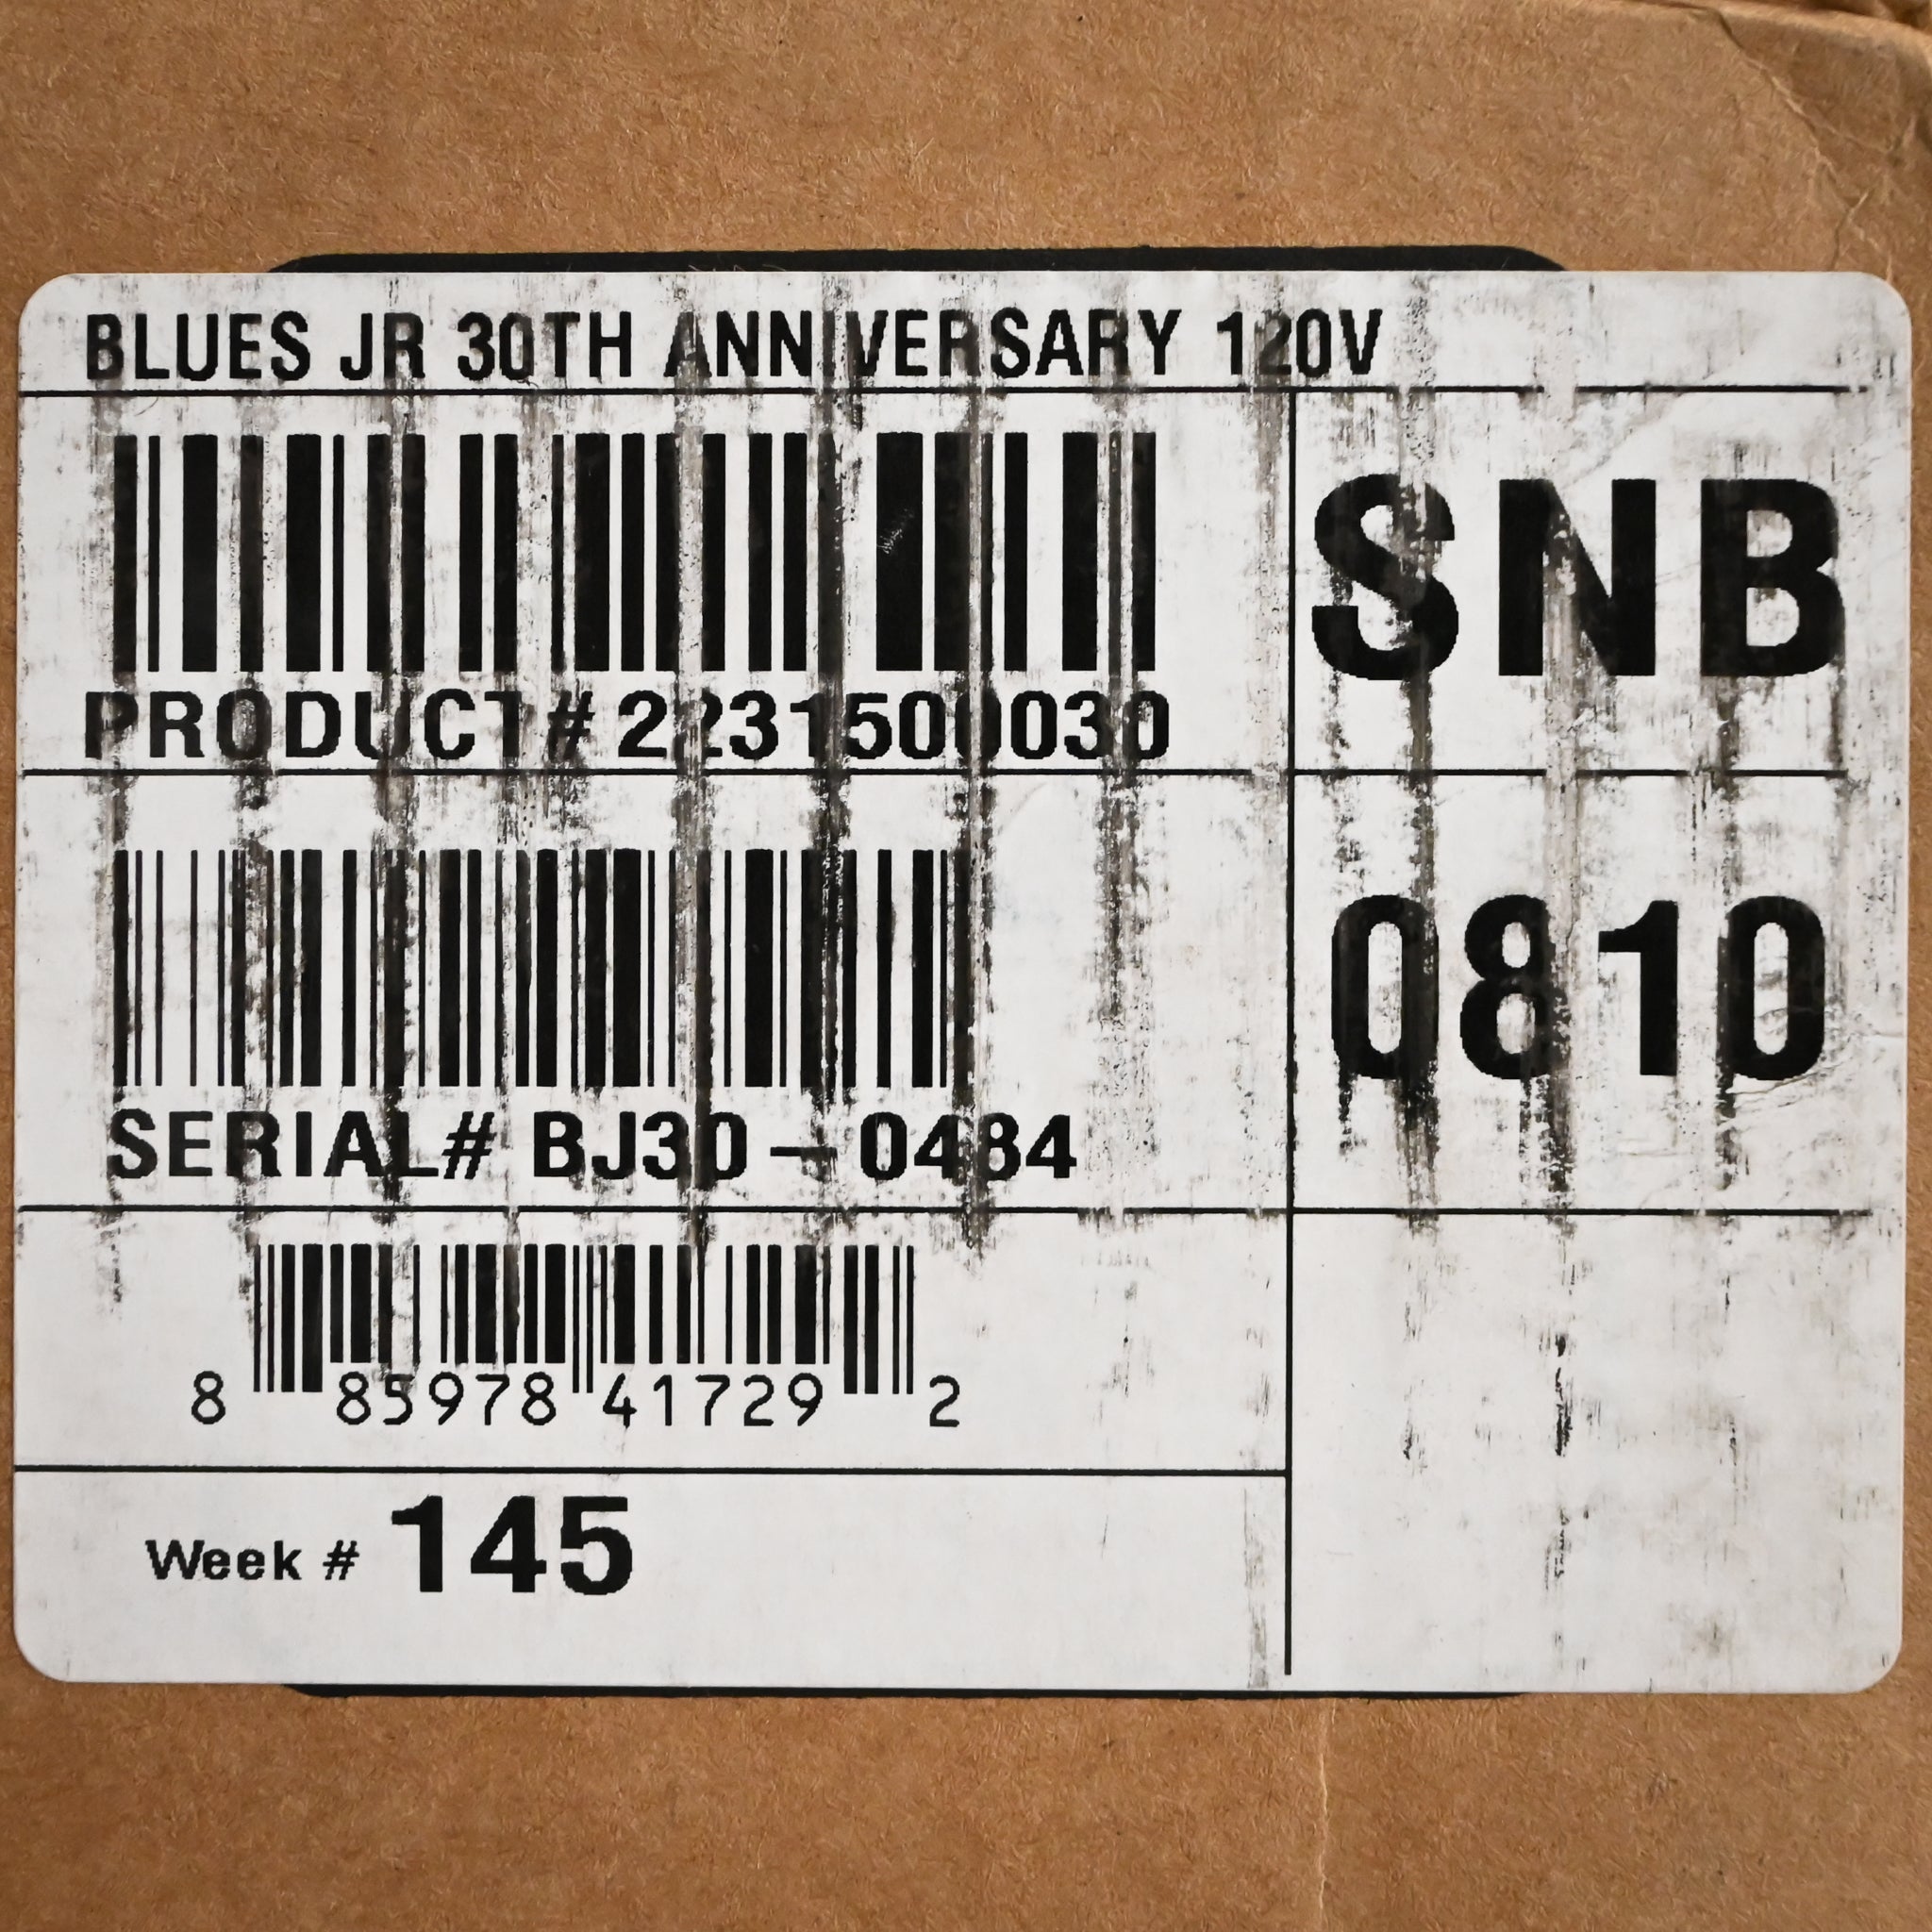 BLUES JR 30TH ANNIVERSARY 120V
SNB
PRODUCT# 2231500030
0810
SERIAL# BJ30 – 0484
8 85978 41729 2
Week # 145